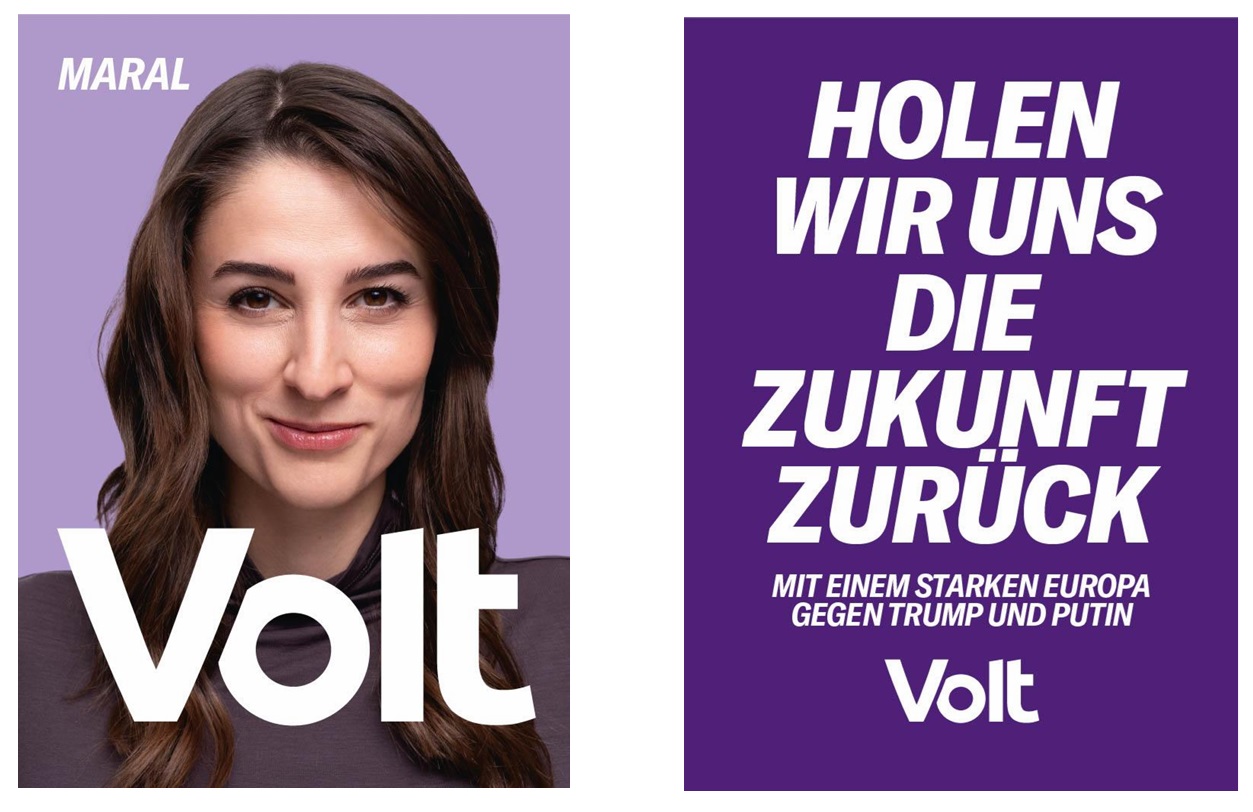 MARAL
Volt
HOLEN
WIR UNS
DIE
ZUKUNFT
ZURÜCK
MIT EINEM STARKEN EUROPA
GEGEN TRUMP UND PUTIN
Volt